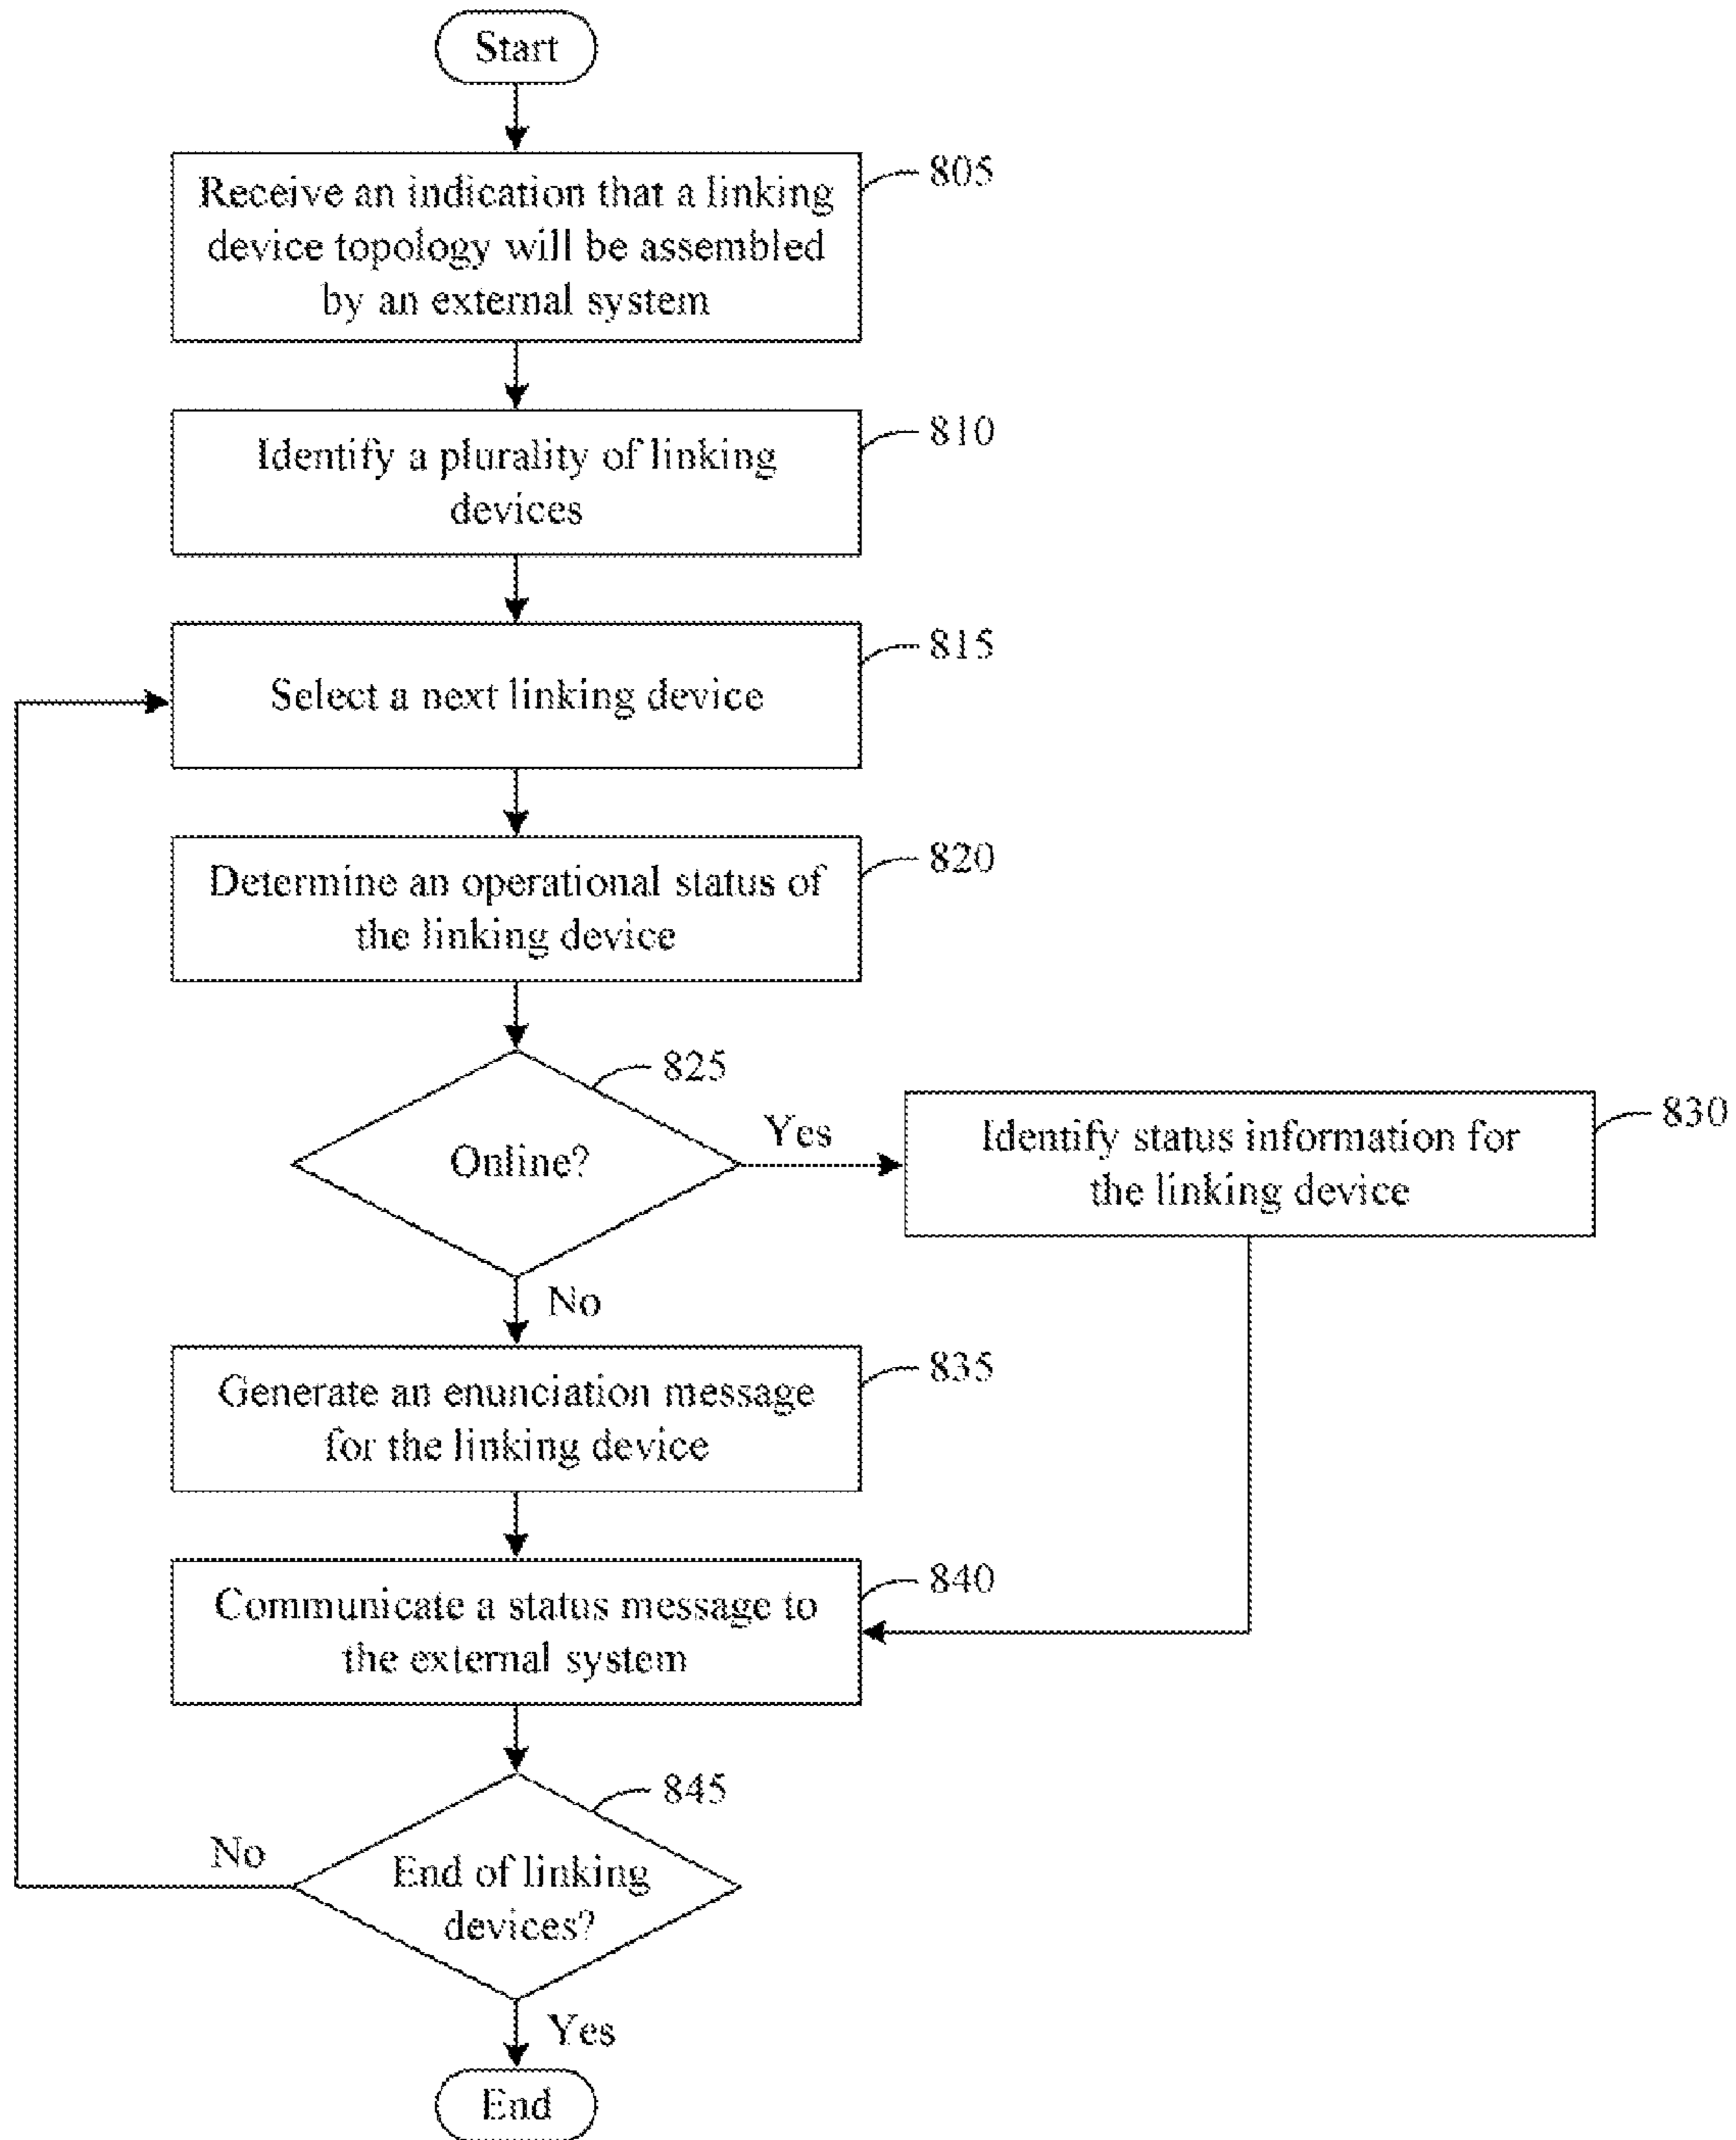 Start
Receive an indication that a linking
device topology will be assembled
by an external system
805
Identify a plurality of linking
devices
810
Select a next linking device
815
Determine an operational status of
the linking device
820
Online?
825
Yes
Identify status information for
the linking device
830
No
Generate an enunciation message
for the linking device
835
Communicate a status message to
the external system
840
End of linking
devices?
845
No
Yes
End